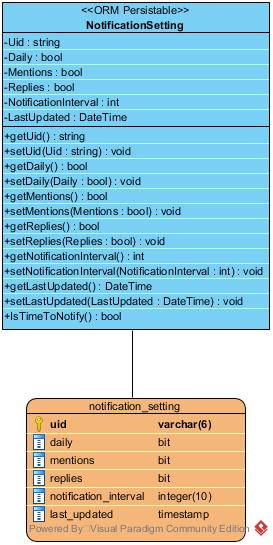 <<ORM Persistable>>
NotificationSetting
-Uid : string
-Daily : bool
-Mentions : bool
-Replies : bool
-NotificationInterval : int
-LastUpdated : DateTime
+getUid() : string
+setUid(Uid : string) : void
+getDaily() : bool
+setDaily(Daily : bool) : void
+getMentions() : bool
+setMentions(Mentions : bool) : void
+getReplies() : bool
+setReplies(Replies : bool) : void
+getNotificationInterval() : int
+setNotificationInterval(NotificationInterval : int) : void
+getLastUpdated() : DateTime
+setLastUpdated(LastUpdated : DateTime) : void
+IsTimeToNotify() : bool
notification_setting
uid varchar(6)
daily bit
mentions bit
replies bit
notification_interval integer(10)
last_updated timestamp
Powered By Visual Paradigm Community Edition